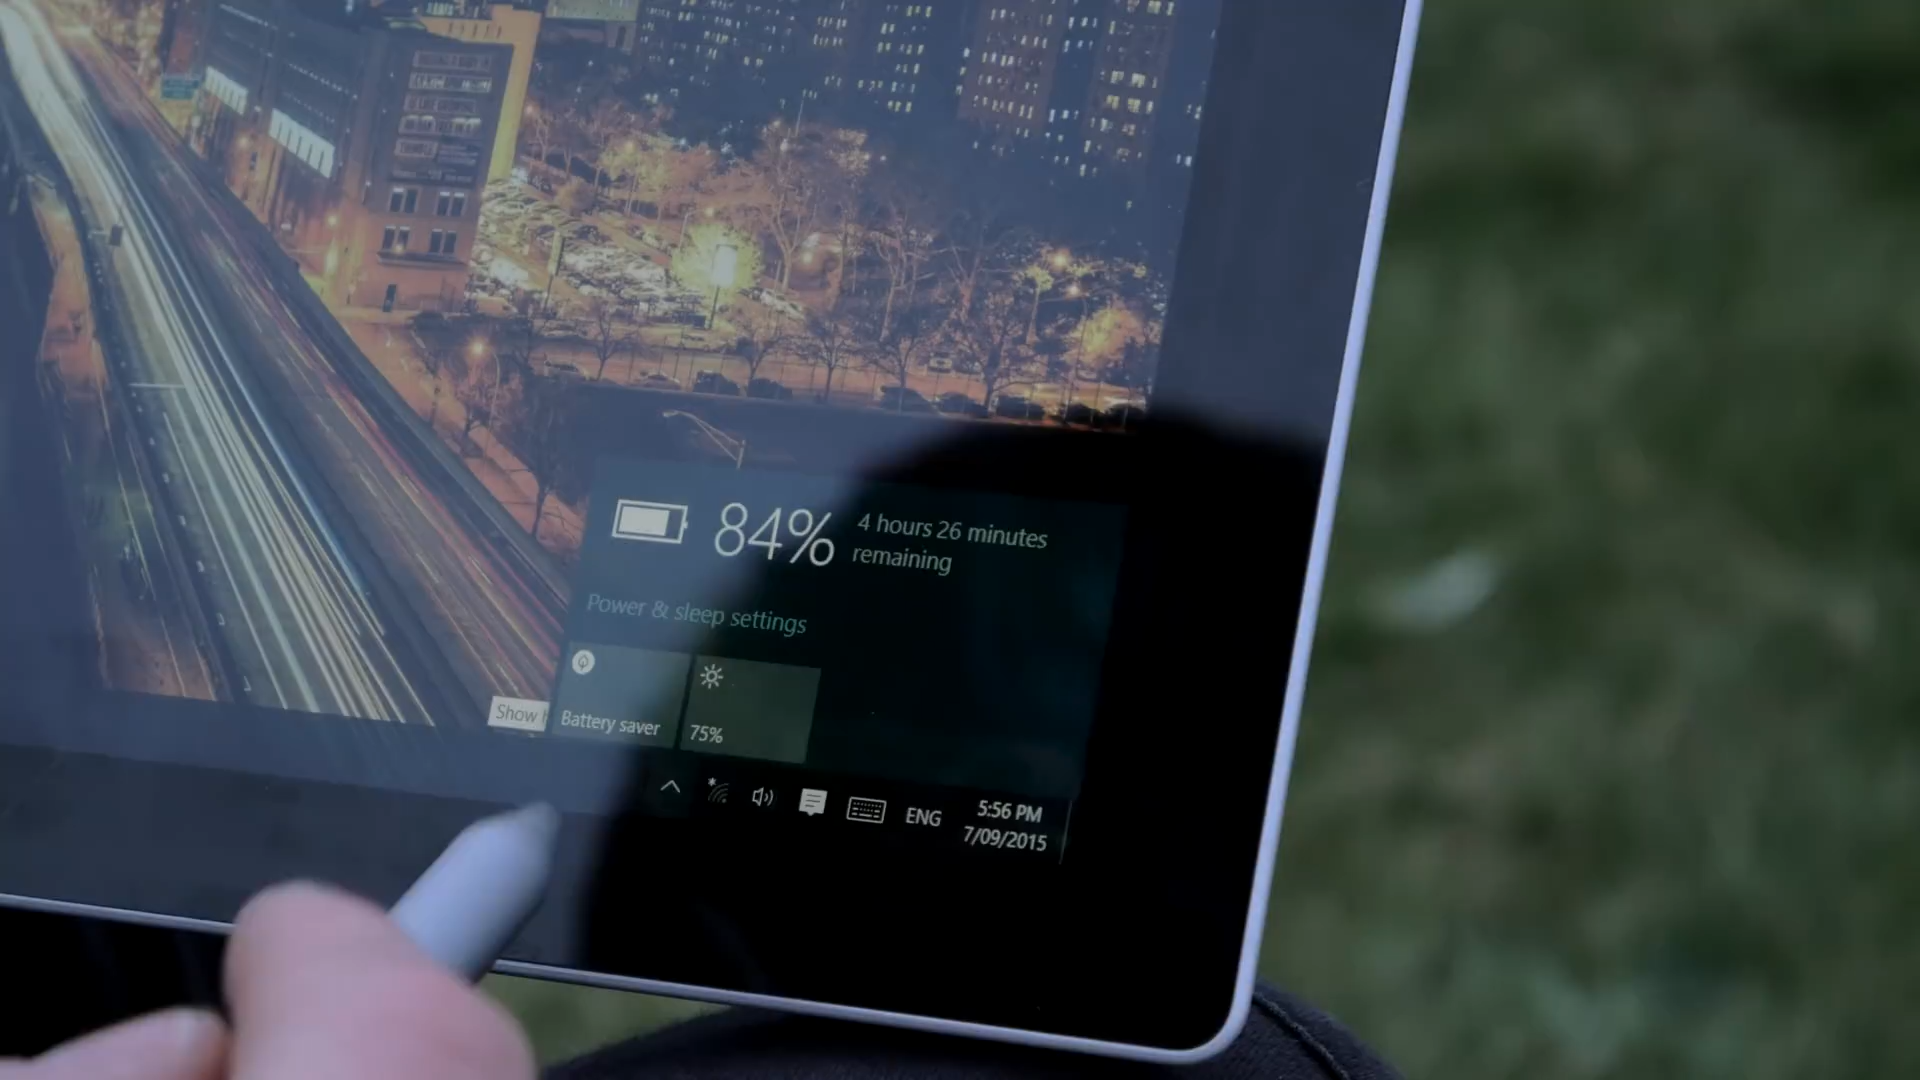 84%
4 hours 26 minutes
remaining
Power & sleep settings
Show
Battery saver
75%
ENG
5:56 PM
7/09/2015